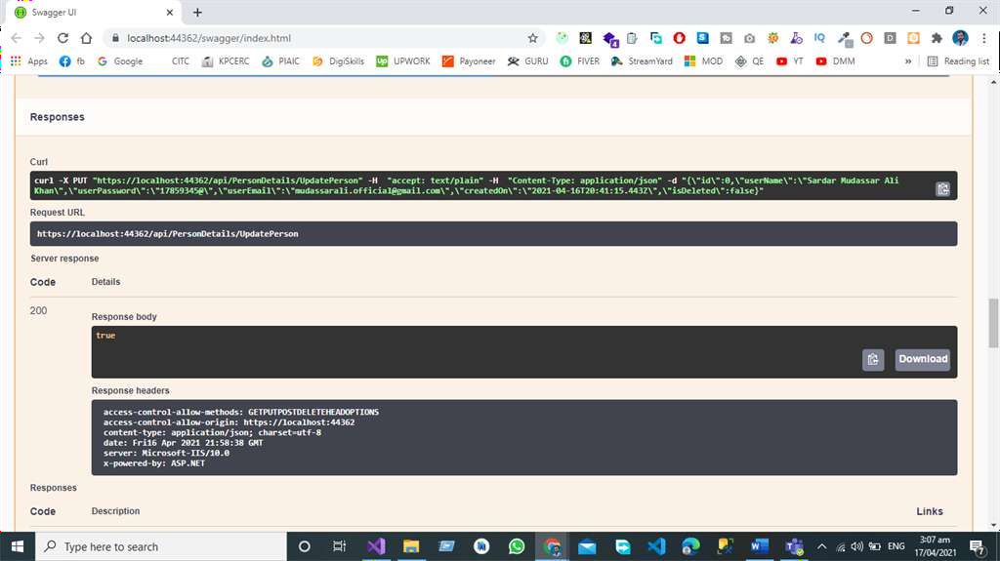 Swagger UI
localhost:44362/swagger/index.html
Apps fb Google CITC KPCERC PIAIC DigiSkills UPWORK Payoneer GURU FIVER StreamYard MOD QE YT DMM » Reading list
Responses
Curl
curl -X PUT "https://localhost:44362/api/PersonDetails/UpdatePerson" -H  "accept: text/plain" -H  "Content-Type: application/json" -d "{\"id\":0,\"userName\":\"Sardar Mudassar Ali
Khan\",\"userPassword\":\"17859345@\",\"userEmail\":\"mudassarali.official@gmail.com\",\"createdOn\":\"2021-04-16T20:41:15.443Z\",\"isDeleted\":false}"
Request URL
https://localhost:44362/api/PersonDetails/UpdatePerson
Server response
Code Details
200
Response body
true
Download
Response headers
access-control-allow-methods: GETPUTPOSTDELETEHEADOPTIONS
access-control-allow-origin: https://localhost:44362
content-type: application/json; charset=utf-8
date: Fri16 Apr 2021 21:58:38 GMT
server: Microsoft-IIS/10.0
x-powered-by: ASP.NET
Responses
Code Description Links
Type here to search
ENG
3:07 am
17/04/2021
7